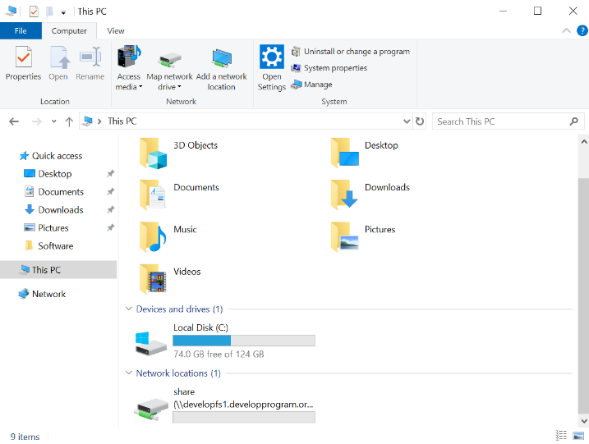 This PC
File
Computer
View
Properties
Open
Rename
Access media
Map network drive
Add a network location
Open Settings
Uninstall or change a program
System properties
Manage
Location
Network
System
This PC
Search This PC
Quick access
Desktop
Documents
Downloads
Pictures
Software
This PC
Network
3D Objects
Desktop
Documents
Downloads
Music
Pictures
Videos
Devices and drives (1)
Local Disk (C:)
74.0 GB free of 124 GB
Network locations (1)
share
(\\developfs1.developprogram.or...
9 items